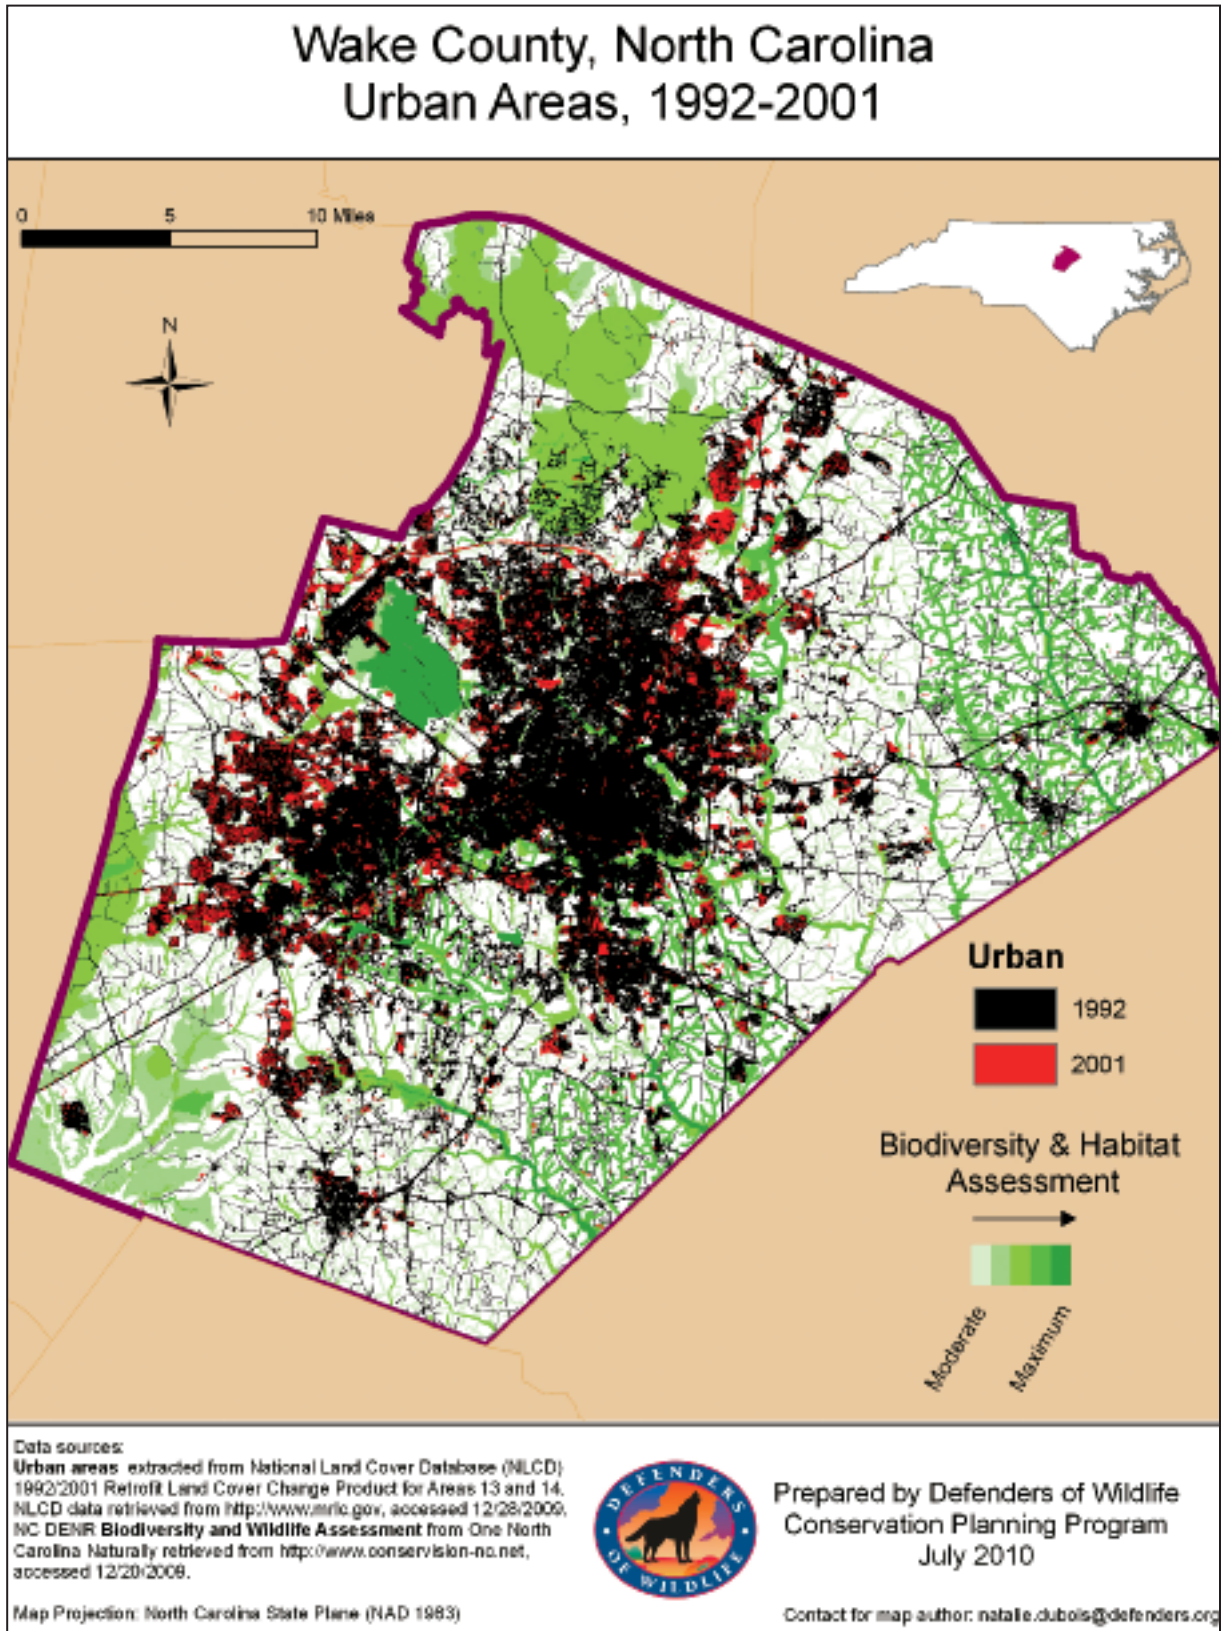 Wake County, North Carolina
Urban Areas, 1992-2001
0 5 10 Miles
N
Urban
1992
2001
Biodiversity & Habitat
Assessment
Moderate
Maximum
Data sources:
Urban areas extracted from National Land Cover Database (NLCD)
1992/2001 Retrofit Land Cover Change Product for Areas 13 and 14.
NLCD data retrieved from http://www.mrlc.gov, accessed 12/28/2009.
NC DENR Biodiversity and Wildlife Assessment from One North
Carolina Naturally retrieved from http://www.conservision-nc.net,
accessed 12/20/2009.
Map Projection: North Carolina State Plane (NAD 1983)
DEFENDERS
OF WILDLIFE
Prepared by Defenders of Wildlife
Conservation Planning Program
July 2010
Contact for map author: natalie.dubois@defenders.org